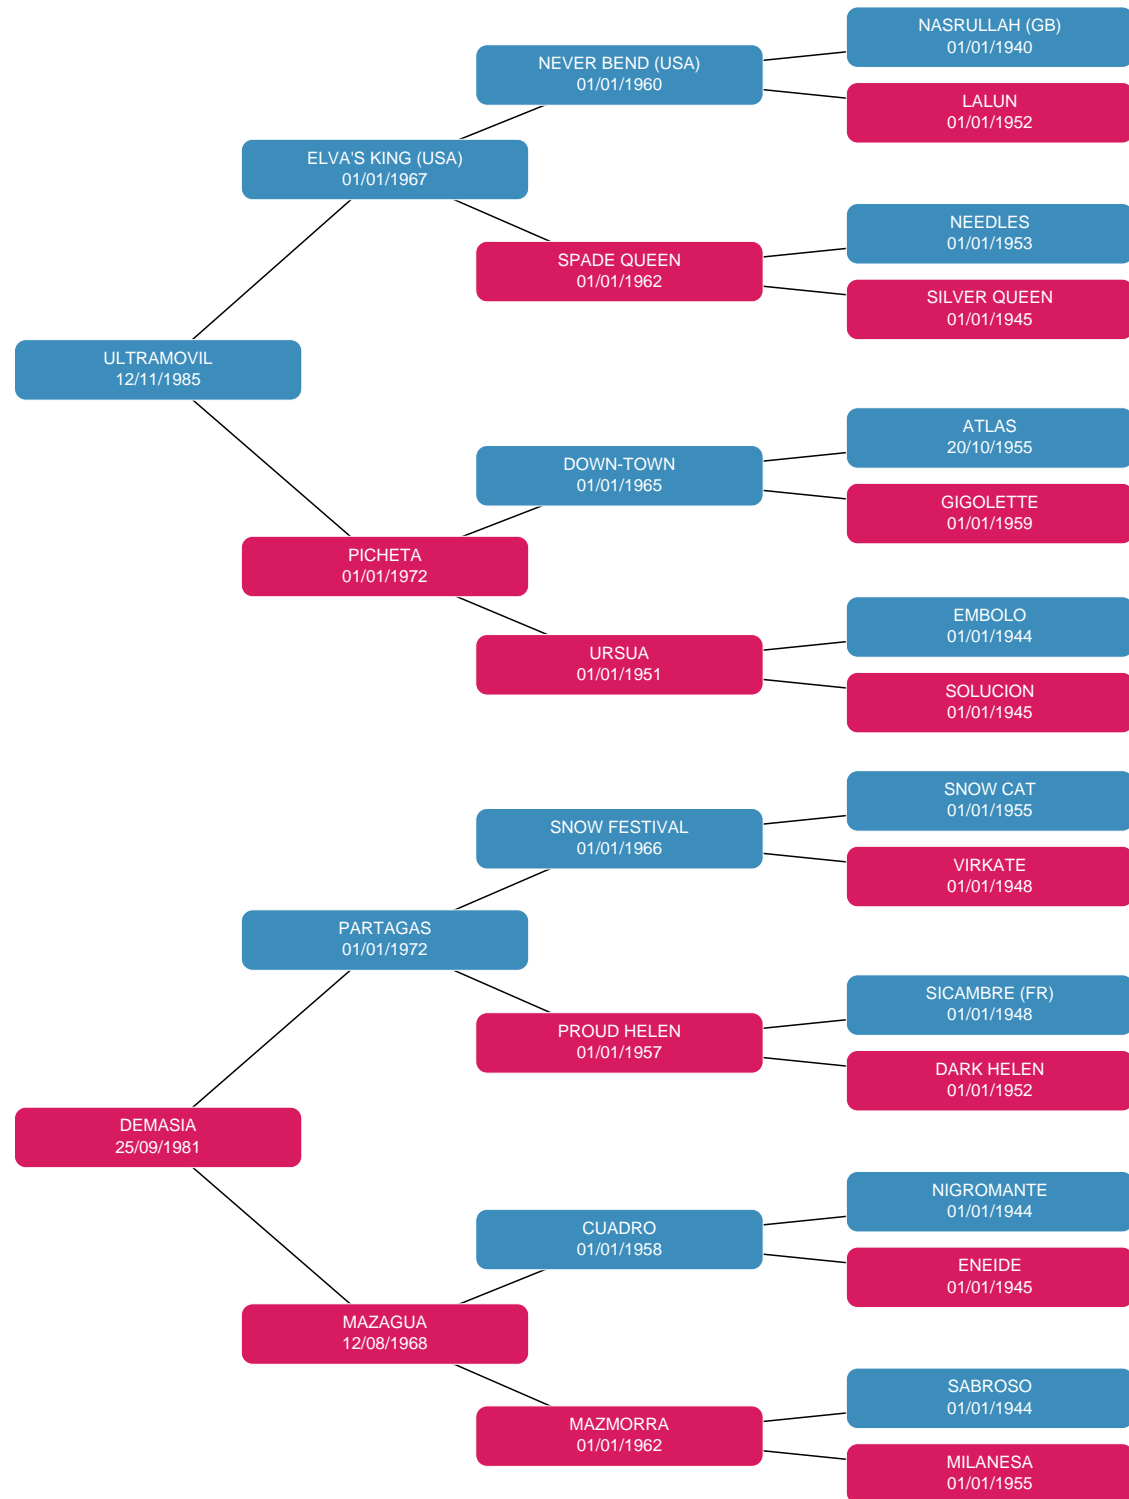 NASRULLAH (GB)
01/01/1940
NEVER BEND (USA)
01/01/1960
LALUN
01/01/1952
ELVA'S KING (USA)
01/01/1967
NEEDLES
01/01/1953
SPADE QUEEN
01/01/1962
SILVER QUEEN
01/01/1945
ULTRAMOVIL
12/11/1985
ATLAS
20/10/1955
DOWN-TOWN
01/01/1965
GIGOLETTE
01/01/1959
PICHETA
01/01/1972
EMBOLO
01/01/1944
URSUA
01/01/1951
SOLUCION
01/01/1945
SNOW CAT
01/01/1955
SNOW FESTIVAL
01/01/1966
VIRKATE
01/01/1948
PARTAGAS
01/01/1972
SICAMBRE (FR)
01/01/1948
PROUD HELEN
01/01/1957
DARK HELEN
01/01/1952
DEMASIA
25/09/1981
NIGROMANTE
01/01/1944
CUADRO
01/01/1958
ENEIDE
01/01/1945
MAZAGUA
12/08/1968
SABROSO
01/01/1944
MAZMORRA
01/01/1962
MILANESA
01/01/1955